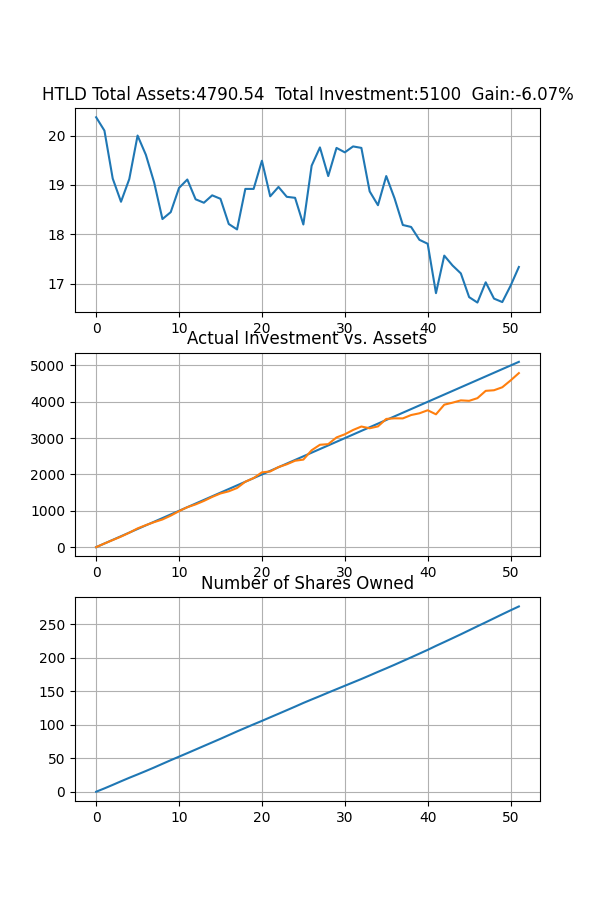 HTLD Total Assets:4790.54  Total Investment:5100  Gain:-6.07%
20
19
18
17
0 10 20 30 40 50
Actual Investment vs. Assets
5000
4000
3000
2000
1000
0
0 10 20 30 40 50
Number of Shares Owned
250
200
150
100
50
0
0 10 20 30 40 50